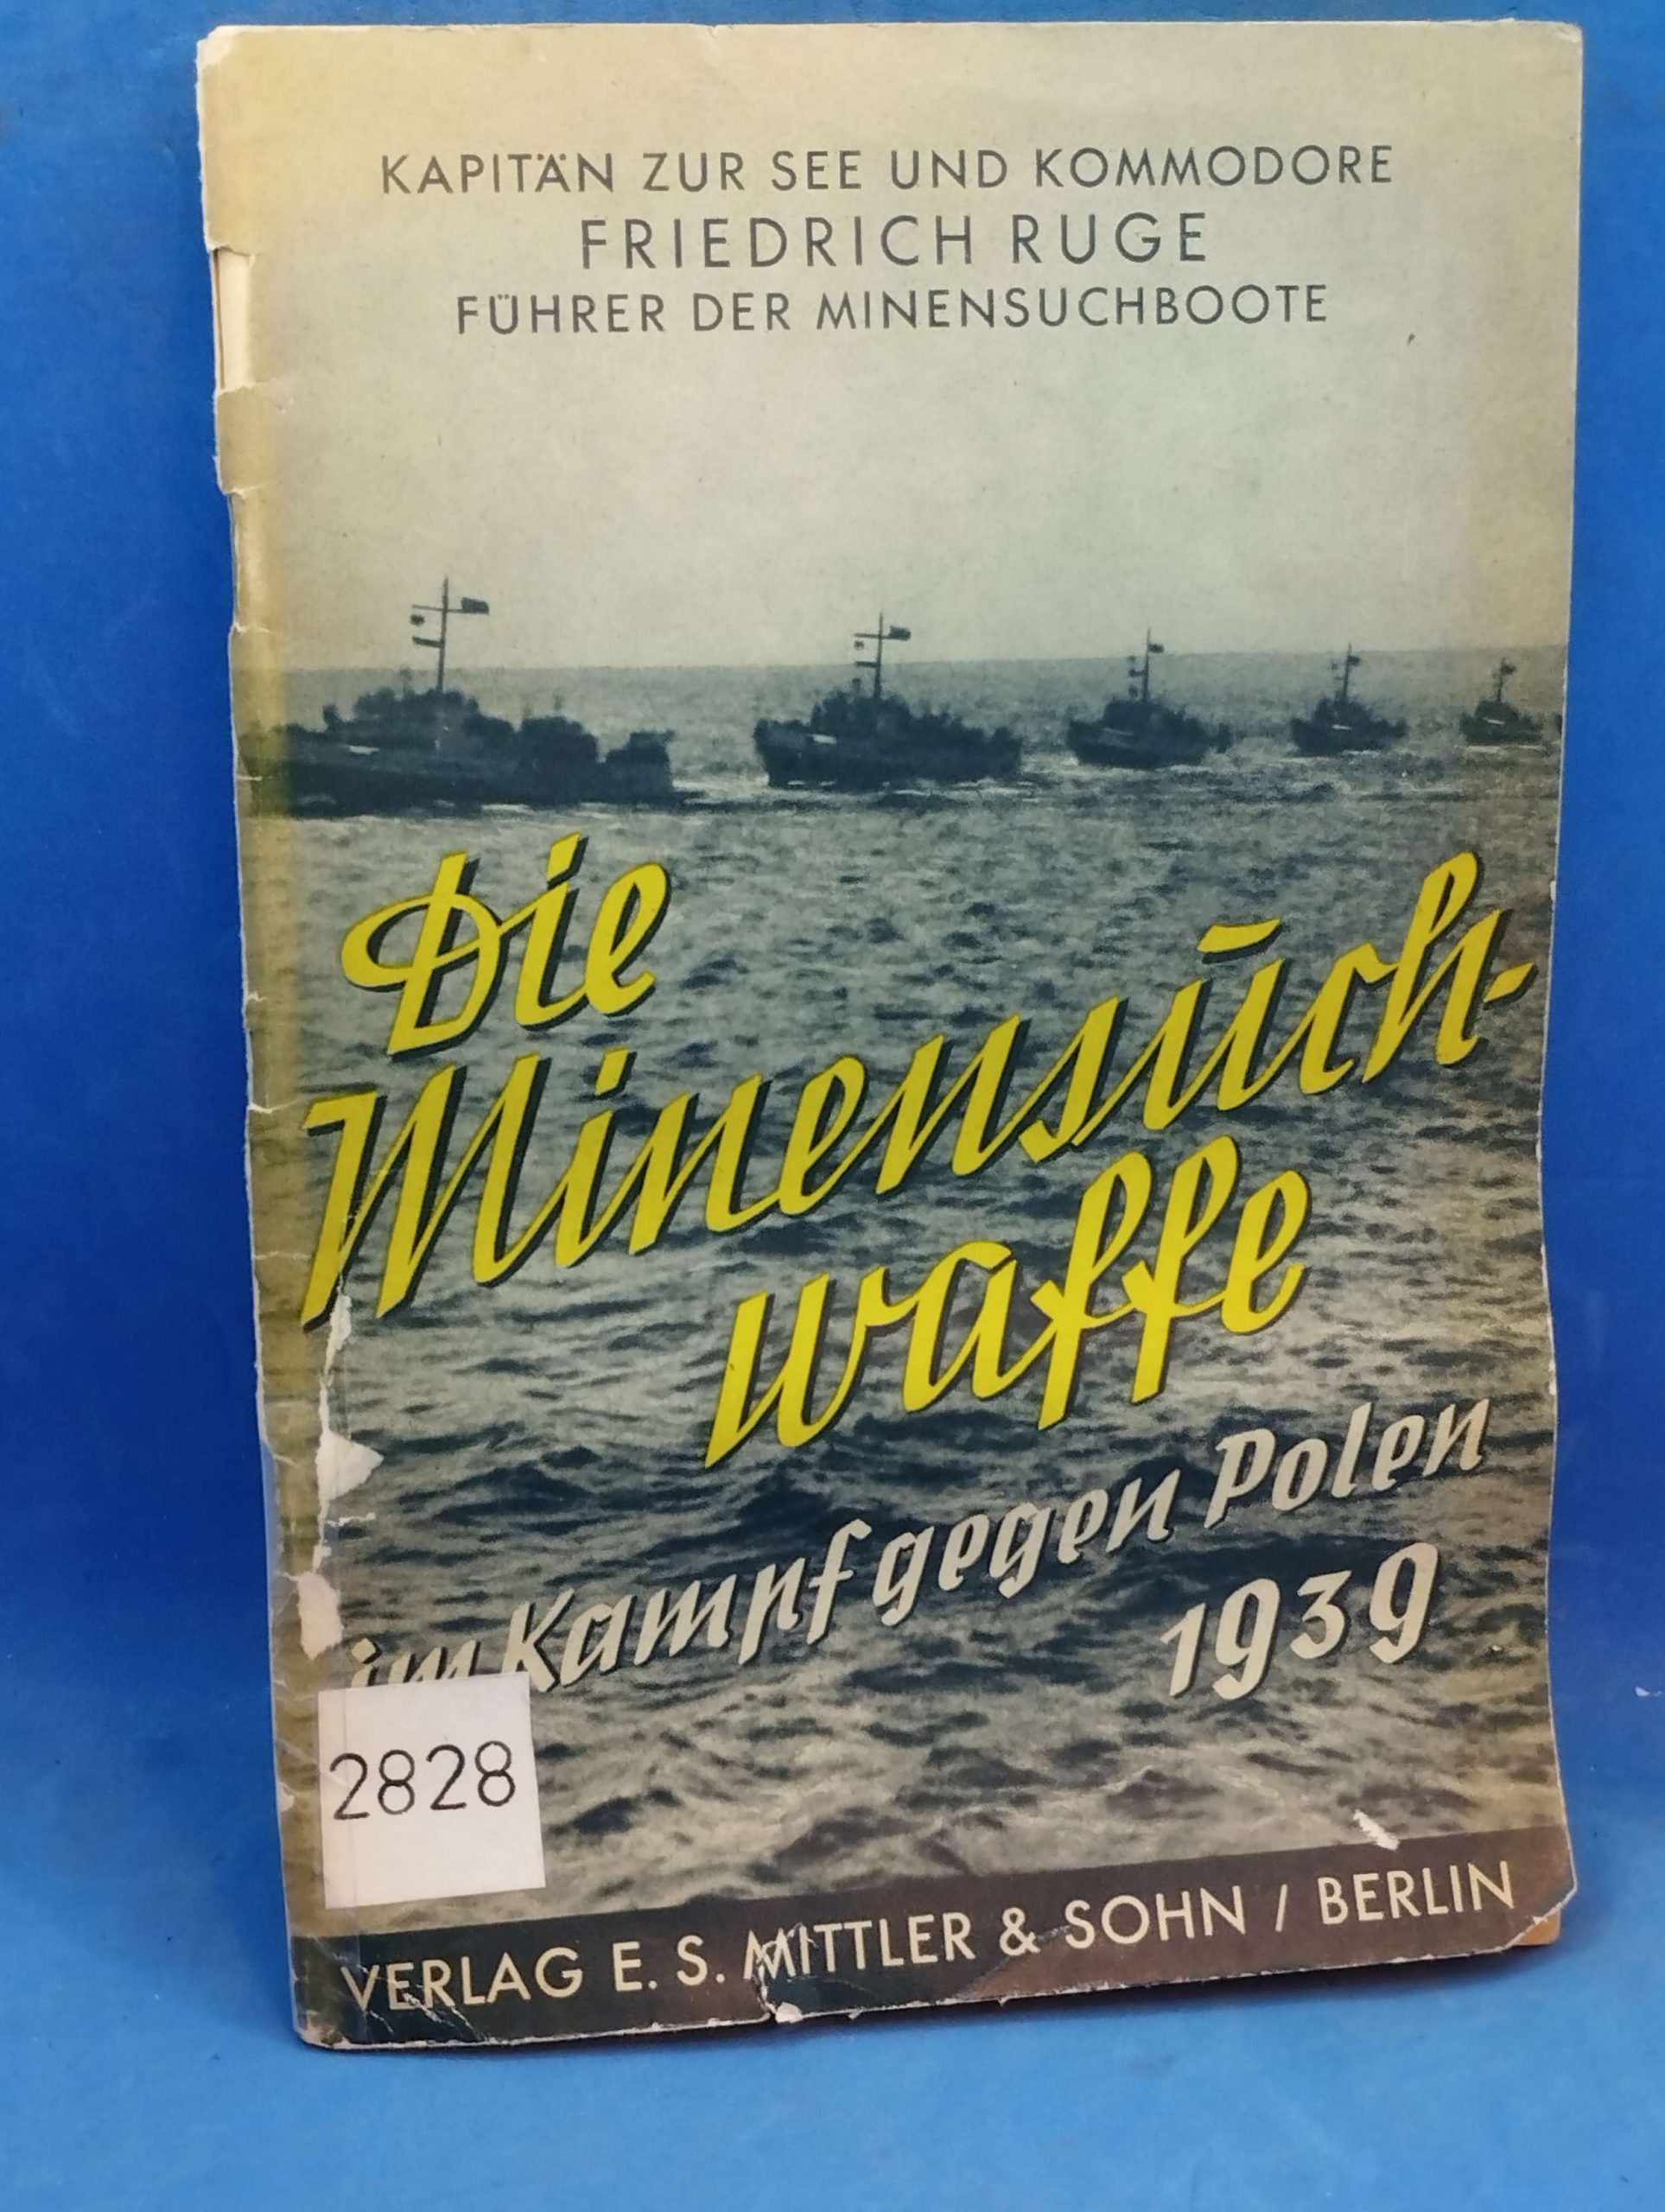 KAPITÄN ZUR SEE UND KOMMODORE
FRIEDRICH RUGE
FÜHRER DER MINENSUCHBOOTE
Die
Minensuch-
waffe
im Kampf gegen Polen
1939
2828
VERLAG E. S. MITTLER & SOHN / BERLIN